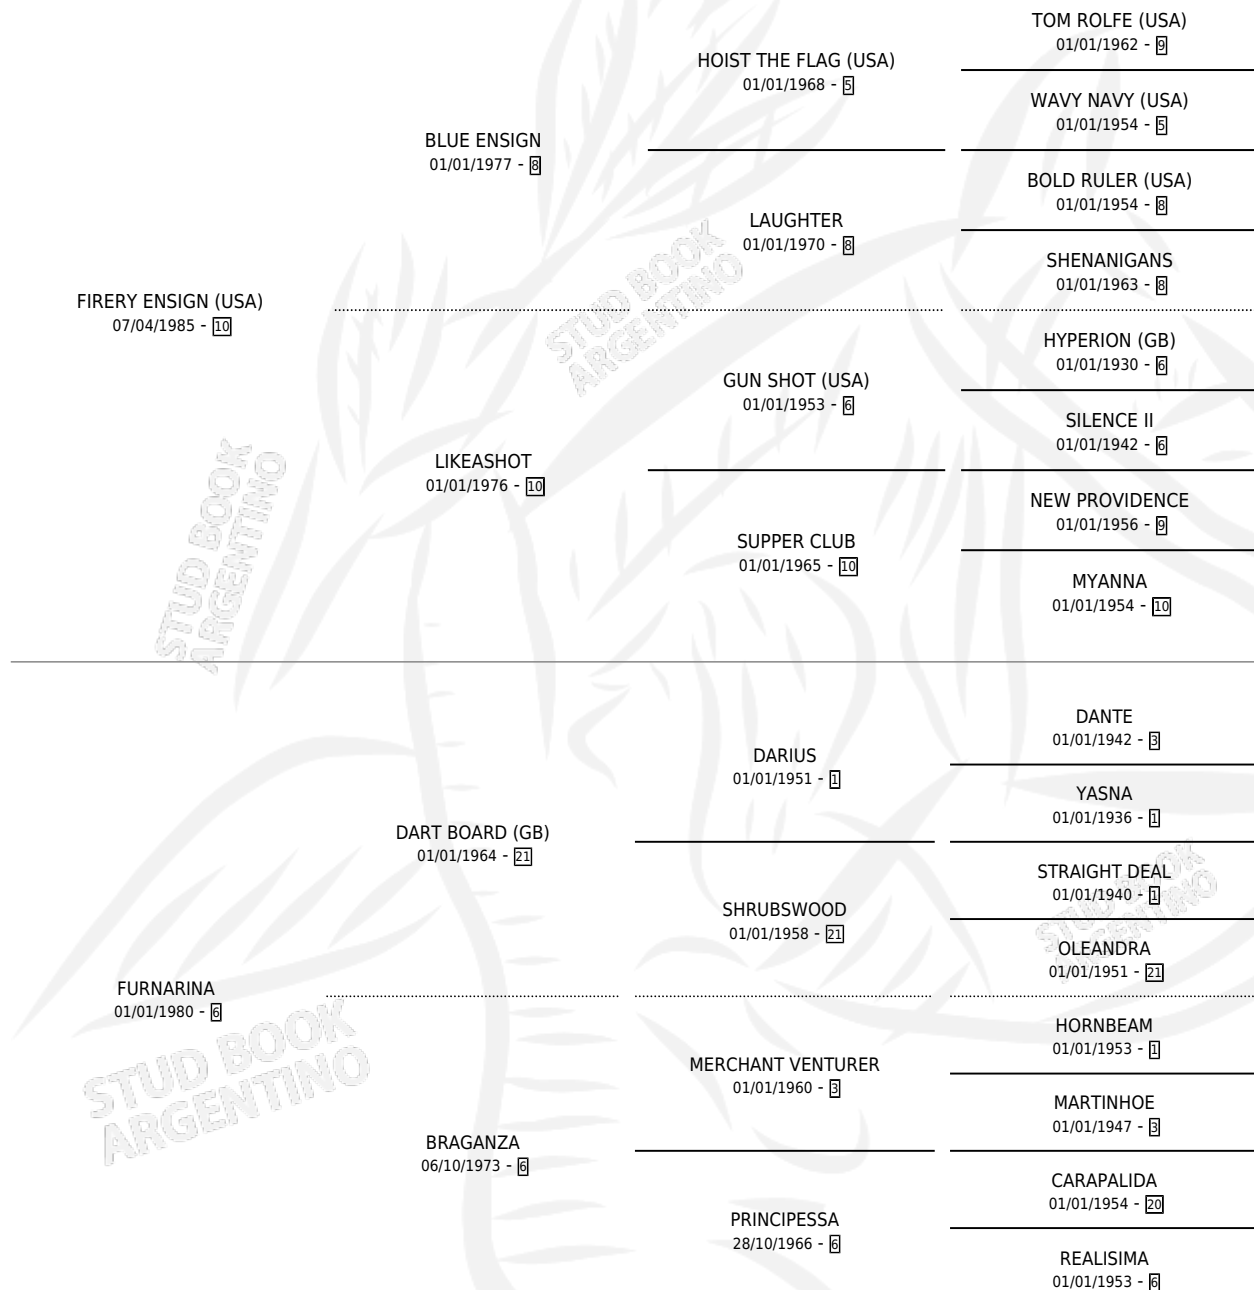 TOM ROLFE (USA)
01/01/1962 - 9
HOIST THE FLAG (USA)
01/01/1968 - 5
WAVY NAVY (USA)
01/01/1954 - 5
BLUE ENSIGN
01/01/1977 - 8
BOLD RULER (USA)
01/01/1954 - 8
LAUGHTER
01/01/1970 - 8
SHENANIGANS
01/01/1963 - 8
FIRERY ENSIGN (USA)
07/04/1985 - 10
HYPERION (GB)
01/01/1930 - 6
GUN SHOT (USA)
01/01/1953 - 6
SILENCE II
01/01/1942 - 6
LIKEASHOT
01/01/1976 - 10
NEW PROVIDENCE
01/01/1956 - 9
SUPPER CLUB
01/01/1965 - 10
MYANNA
01/01/1954 - 10
DANTE
01/01/1942 - 3
DARIUS
01/01/1951 - 1
YASNA
01/01/1936 - 1
DART BOARD (GB)
01/01/1964 - 21
STRAIGHT DEAL
01/01/1940 - 1
SHRUBSWOOD
01/01/1958 - 21
OLEANDRA
01/01/1951 - 21
FURNARINA
01/01/1980 - 6
HORNBEAM
01/01/1953 - 1
MERCHANT VENTURER
01/01/1960 - 3
MARTINHOE
01/01/1947 - 3
BRAGANZA
06/10/1973 - 6
CARAPALIDA
01/01/1954 - 20
PRINCIPESSA
28/10/1966 - 6
REALISIMA
01/01/1953 - 6
STUD BOOK
ARGENTINO
STUD BOOK
ARGENTINO
STUD BOOK
ARGENTINO
STUD BOOK
ARGENTINO